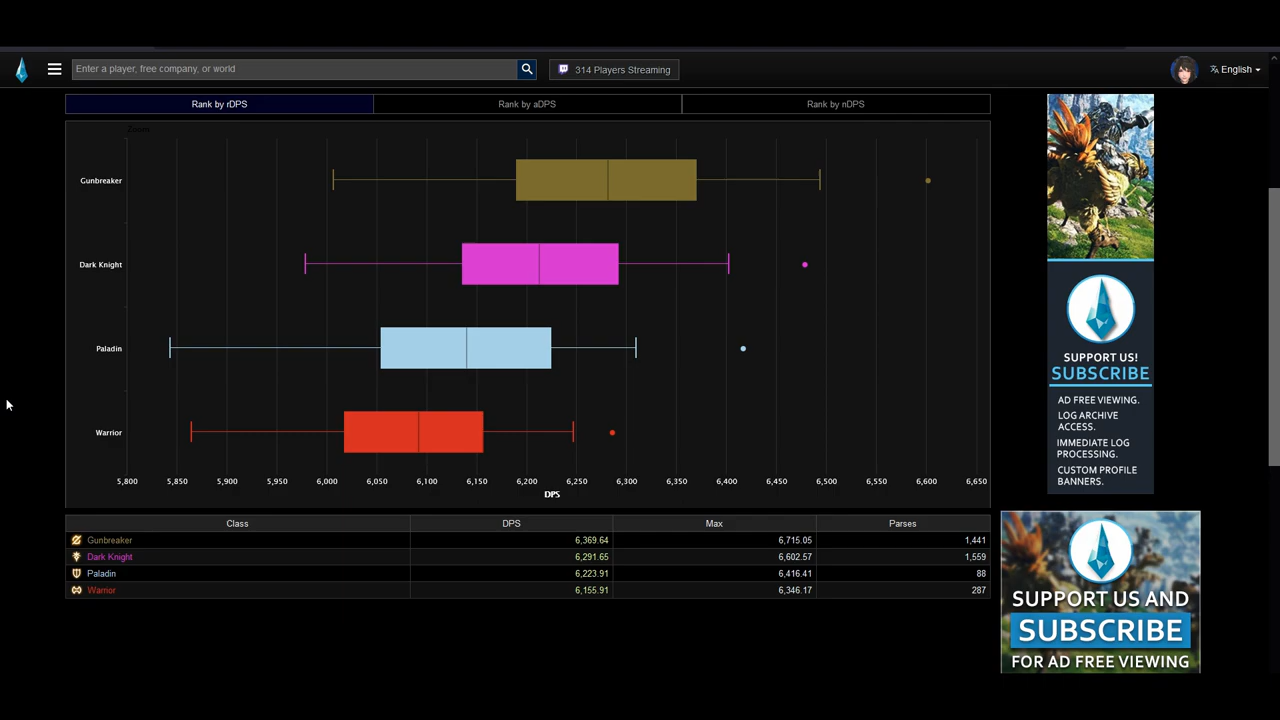 Enter a player, free company, or world
314 Players Streaming
English
Rank by rDPS
Rank by aDPS
Rank by nDPS
Zoom
Gunbreaker
Dark Knight
Paladin
Warrior
5,800 5,850 5,900 5,950 6,000 6,050 6,100 6,150 6,200 6,250 6,300 6,350 6,400 6,450 6,500 6,550 6,600 6,650
DPS
Class DPS Max Parses
Gunbreaker 6,369.64 6,715.05 1,441
Dark Knight 6,291.65 6,602.57 1,559
Paladin 6,223.91 6,416.41 88
Warrior 6,155.91 6,346.17 287
SUPPORT US!
SUBSCRIBE
AD FREE VIEWING.
LOG ARCHIVE
ACCESS.
IMMEDIATE LOG
PROCESSING.
CUSTOM PROFILE
BANNERS.
SUPPORT US AND
SUBSCRIBE
FOR AD FREE VIEWING